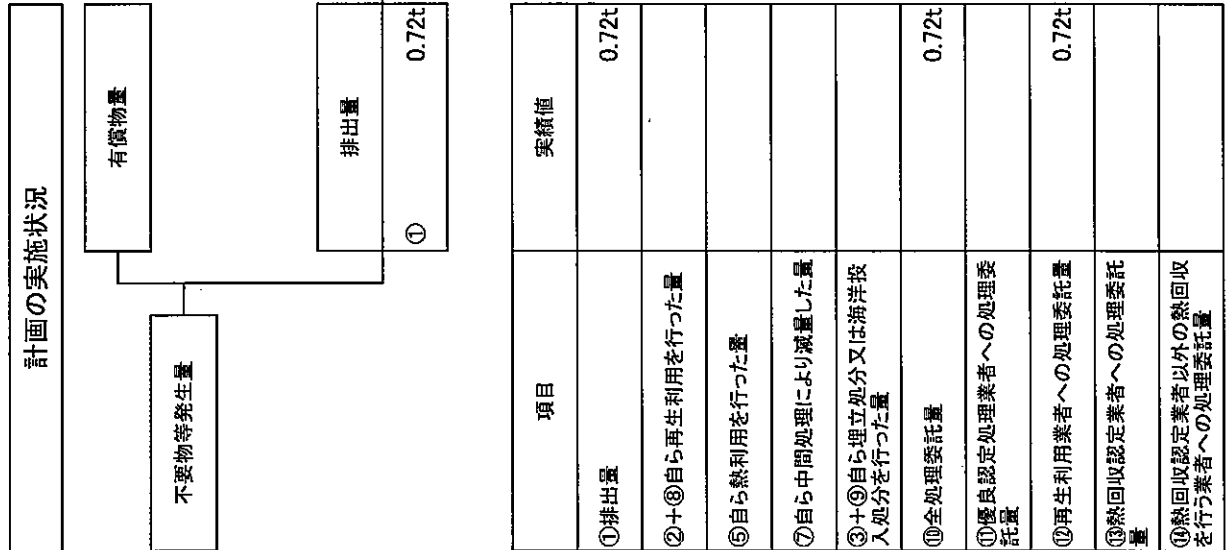 計画の実施状況
不要物等発生量
有償物量
排出量
① 0.72t
項目 実績値
①排出量 0.72t
②+⑧自ら再生利用を行った量
⑤自ら熱利用を行った量
⑦自ら中間処理により減量した量
③+⑨自ら埋立処分又は海洋投
入処分を行った量
⑩全処理委託量 0.72t
⑪優良認定処理業者への処理委
託量
⑫再生利用業者への処理委託量 0.72t
⑬熱回収認定業者への処理委託
量
⑭熱回収認定業者以外の熱回収
を行う業者への処理委託量